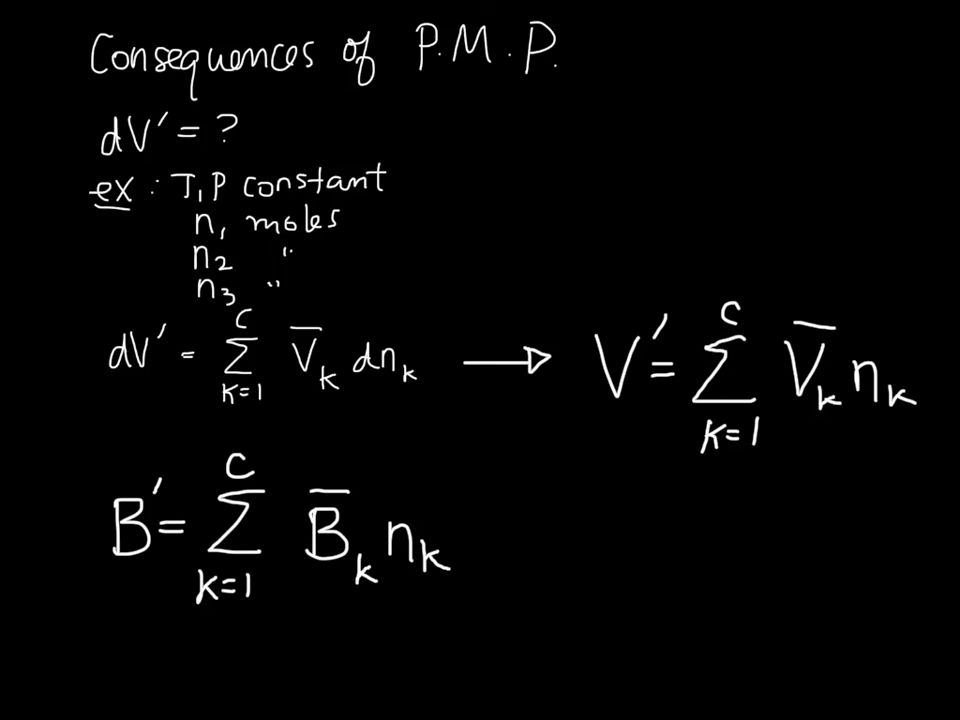 Consequences of P.M.P.
dV' = ?
ex : T, P constant
n₁ moles
n₂ "
n₃ "
dV' = Σ_{k=1}^{C} V̅_k dn_k → V' = Σ_{k=1}^{C} V̅_k n_k
B' = Σ_{k=1}^{C} B̅_k n_k